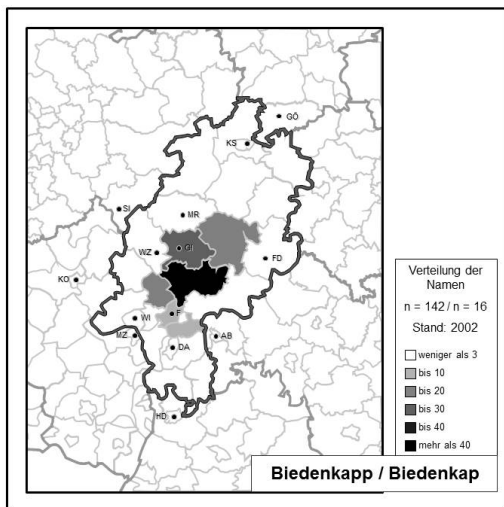 GÖ
KS
SI
MR
WZ
GI
FD
KO
F
WI
MZ
AB
DA
HD
Verteilung der
Namen
n = 142 / n = 16
Stand: 2002
weniger als 3
bis 10
bis 20
bis 30
bis 40
mehr als 40
Biedenkapp / Biedenkap